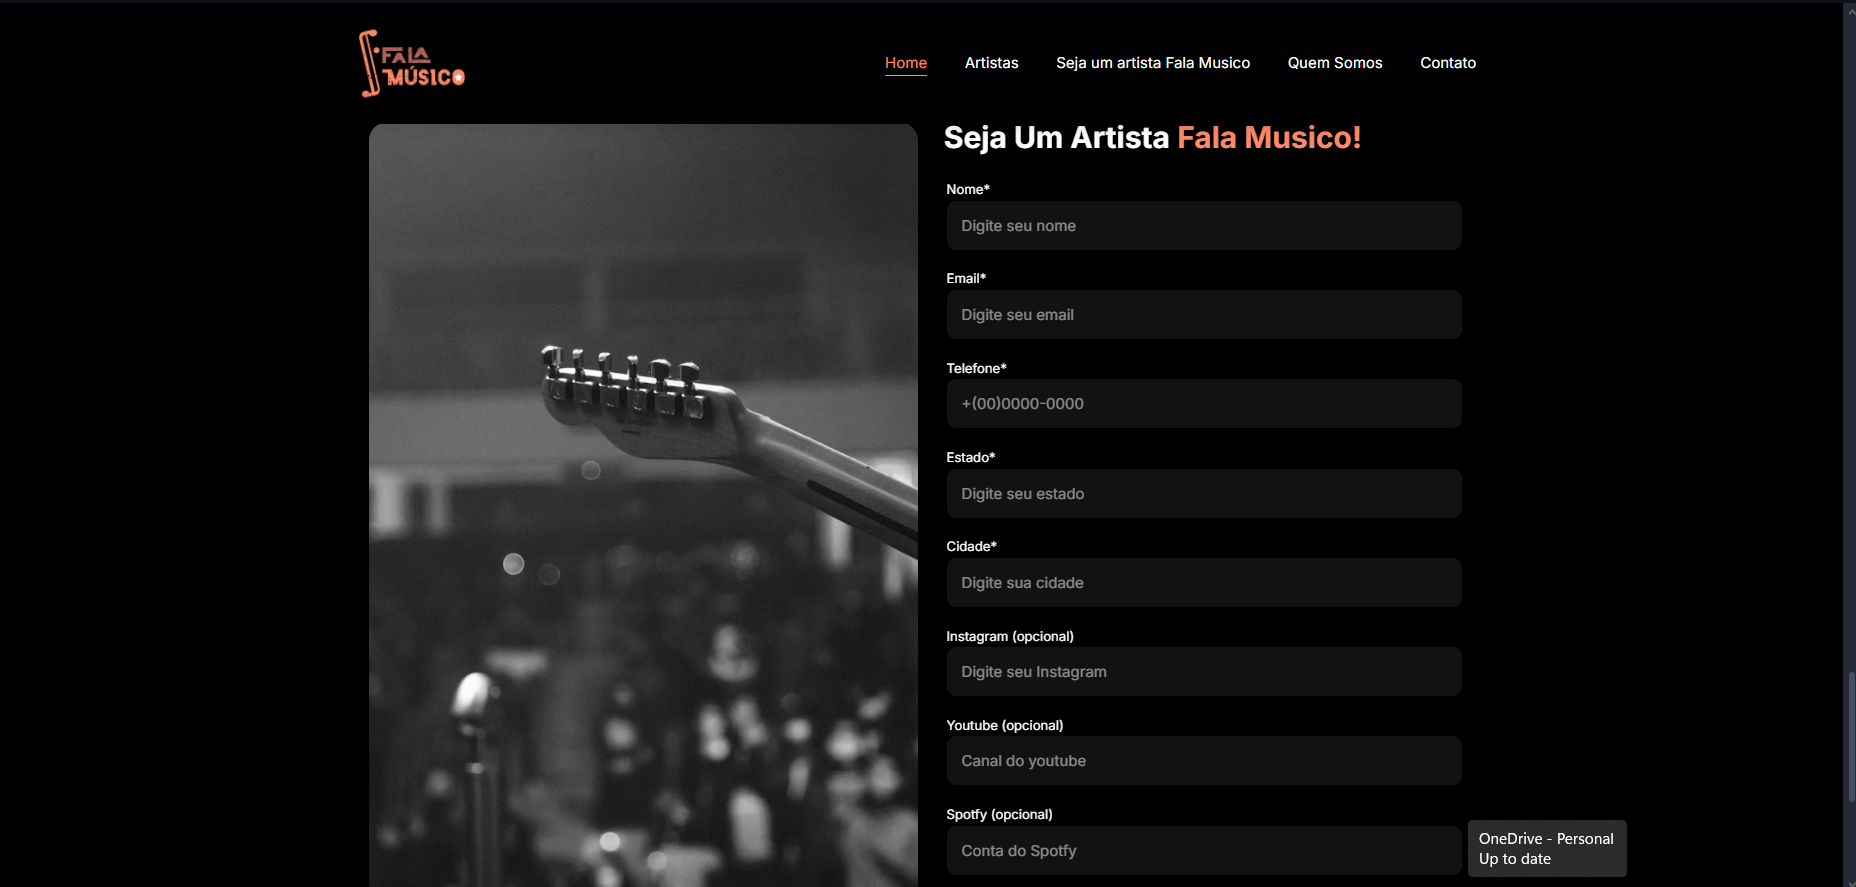 FALA
MÚSICO
Home
Artistas
Seja um artista Fala Musico
Quem Somos
Contato
Seja Um Artista Fala Musico!
Nome*
Digite seu nome
Email*
Digite seu email
Telefone*
+(00)0000-0000
Estado*
Digite seu estado
Cidade*
Digite sua cidade
Instagram (opcional)
Digite seu Instagram
Youtube (opcional)
Canal do youtube
Spotfy (opcional)
Conta do Spotfy
OneDrive - Personal
Up to date